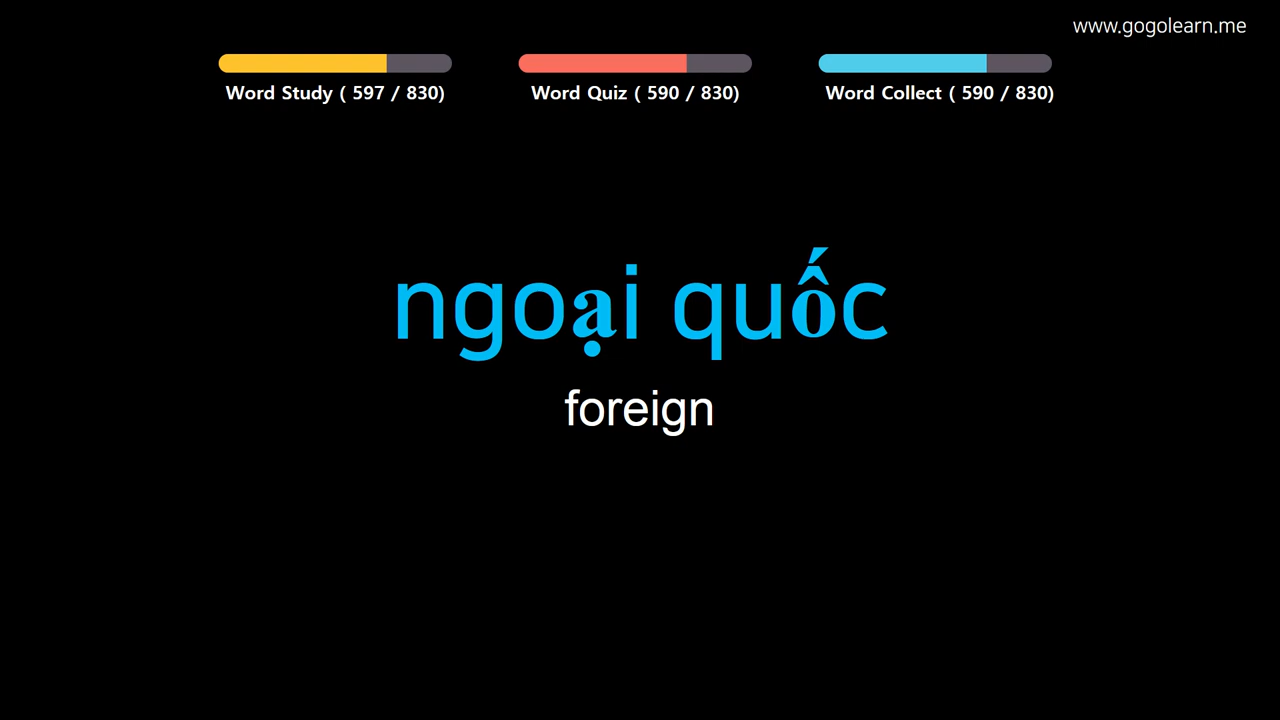 www.gogolearn.me
Word Study ( 597 / 830)
Word Quiz ( 590 / 830)
Word Collect ( 590 / 830)
ngoại quốc
foreign